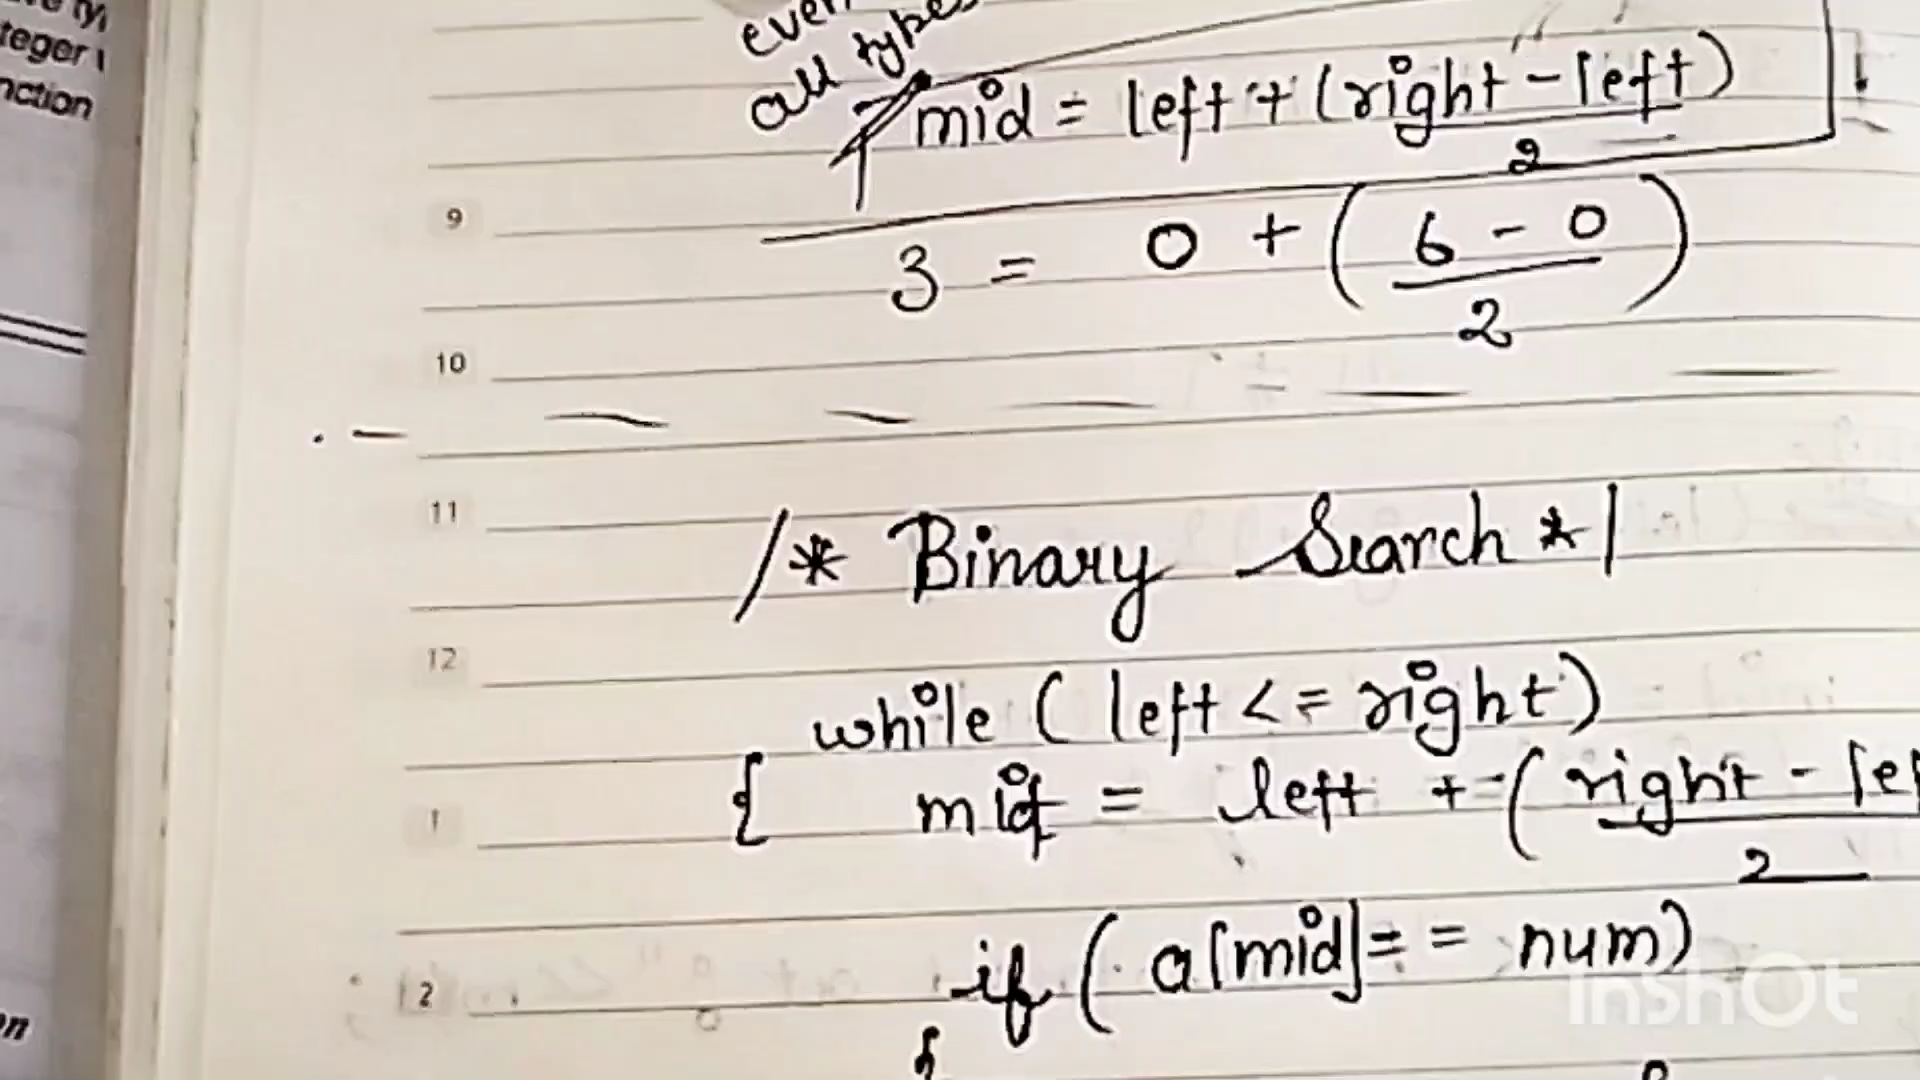 teger
nction
all types
mid = left + (right - left)
2
9
3 = 0 + (6 - 0)
2
10
11
/* Binary Search */
12
while ( left <= right)
{ mid = left + (right - lef
1
2
if ( a[mid] == num)
2
{
InShOt